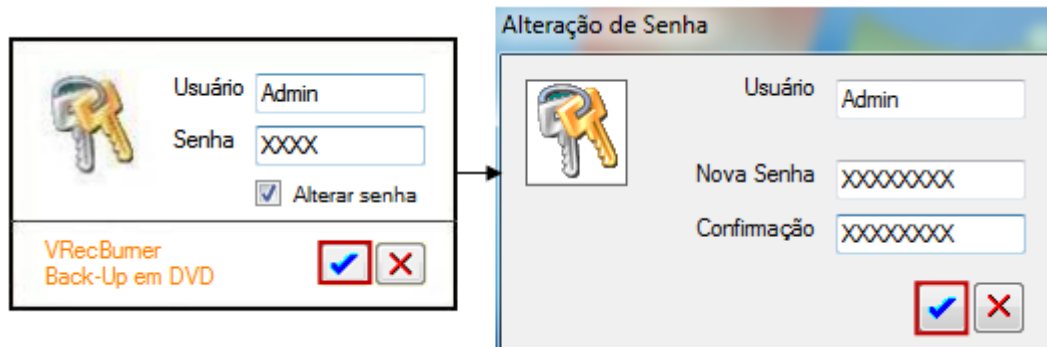 Usuário Admin
Senha XXXX
Alterar senha
VRecBurner
Back-Up em DVD
Alteração de Senha
Usuário Admin
Nova Senha XXXXXXXX
Confirmação XXXXXXXX